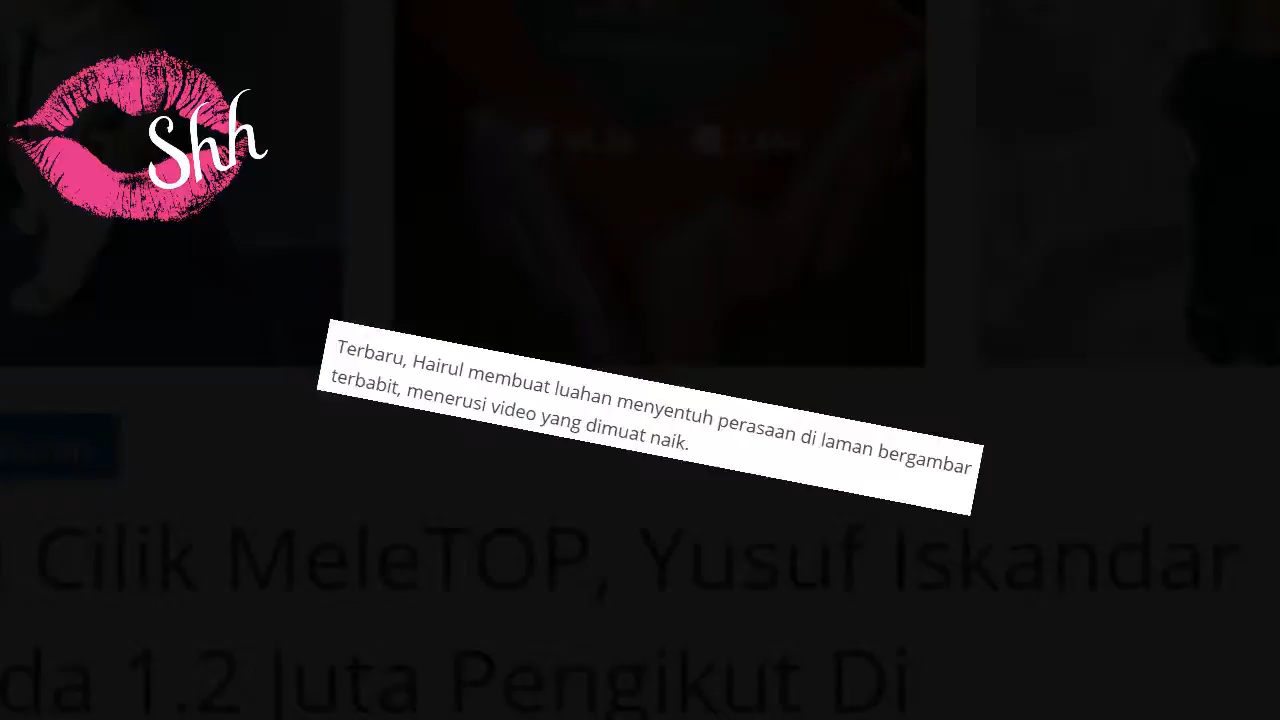 Shh
Terbaru, Hairul membuat luahan menyentuh perasaan di laman bergambar
terbabit, menerusi video yang dimuat naik.
Cilik MeleTOP, Yusuf Iskandar
da 1.2 Juta Pengikut Di